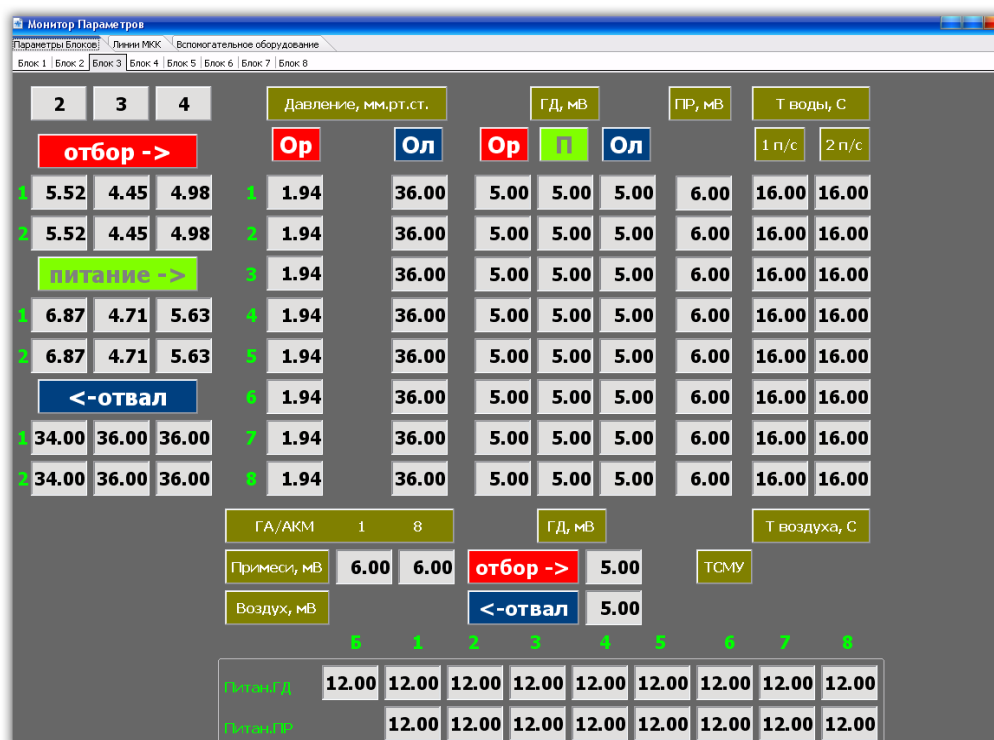 Монитор Параметров
Параметры Блоков Линии МКК Вспомогательное оборудование
Блок 1 Блок 2 Блок 3 Блок 4 Блок 5 Блок 6 Блок 7 Блок 8
2 3 4 Давление, мм.рт.ст. ГД, мВ ПР, мВ Т воды, С
отбор -> Ор Ол Ор П Ол 1 п/с 2 п/с
1 5.52 4.45 4.98 1 1.94 36.00 5.00 5.00 5.00 6.00 16.00 16.00
2 5.52 4.45 4.98 2 1.94 36.00 5.00 5.00 5.00 6.00 16.00 16.00
питание -> 3 1.94 36.00 5.00 5.00 5.00 6.00 16.00 16.00
1 6.87 4.71 5.63 4 1.94 36.00 5.00 5.00 5.00 6.00 16.00 16.00
2 6.87 4.71 5.63 5 1.94 36.00 5.00 5.00 5.00 6.00 16.00 16.00
<-отвал 6 1.94 36.00 5.00 5.00 5.00 6.00 16.00 16.00
1 34.00 36.00 36.00 7 1.94 36.00 5.00 5.00 5.00 6.00 16.00 16.00
2 34.00 36.00 36.00 8 1.94 36.00 5.00 5.00 5.00 6.00 16.00 16.00
ГА/АКМ 1 8 ГД, мВ Т воздуха, С
Примеси, мВ 6.00 6.00 отбор -> 5.00 ТСМУ
Воздух, мВ <-отвал 5.00
Б 1 2 3 4 5 6 7 8
Питан.ГД 12.00 12.00 12.00 12.00 12.00 12.00 12.00 12.00 12.00
Питан.ПР 12.00 12.00 12.00 12.00 12.00 12.00 12.00 12.00